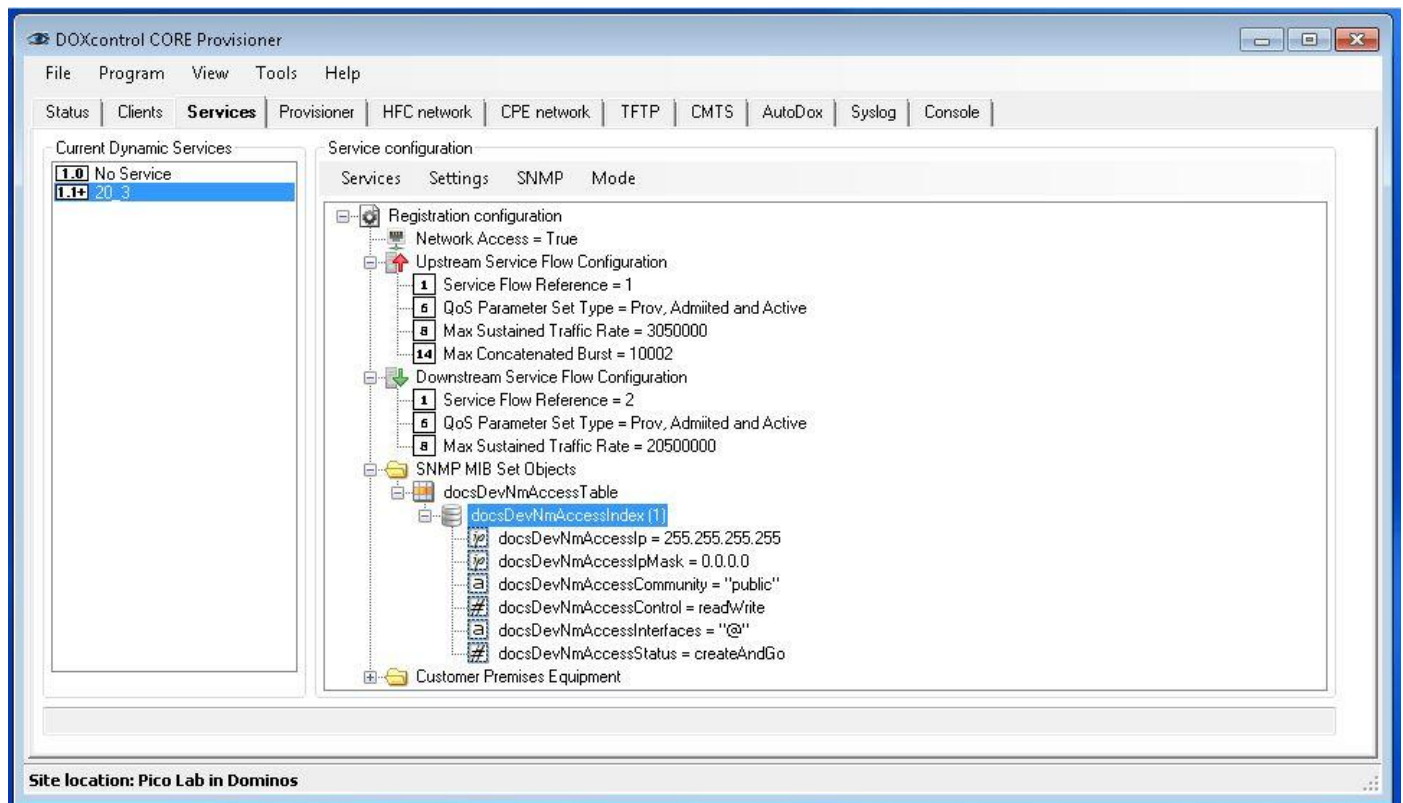 DOXcontrol CORE Provisioner
File Program View Tools Help
Status Clients Services Provisioner HFC network CPE network TFTP CMTS AutoDox Syslog Console
Current Dynamic Services
1.0 No Service
1.1+ 20_3
Service configuration
Services Settings SNMP Mode
Registration configuration
Network Access = True
Upstream Service Flow Configuration
1 Service Flow Reference = 1
6 QoS Parameter Set Type = Prov, Admiited and Active
8 Max Sustained Traffic Rate = 3050000
14 Max Concatenated Burst = 10002
Downstream Service Flow Configuration
1 Service Flow Reference = 2
6 QoS Parameter Set Type = Prov, Admiited and Active
8 Max Sustained Traffic Rate = 20500000
SNMP MIB Set Objects
docsDevNmAccessTable
docsDevNmAccessIndex (1)
ip docsDevNmAccessIp = 255.255.255.255
ip docsDevNmAccessIpMask = 0.0.0.0
a docsDevNmAccessCommunity = "public"
# docsDevNmAccessControl = readWrite
a docsDevNmAccessInterfaces = "@"
# docsDevNmAccessStatus = createAndGo
Customer Premises Equipment
Site location: Pico Lab in Dominos